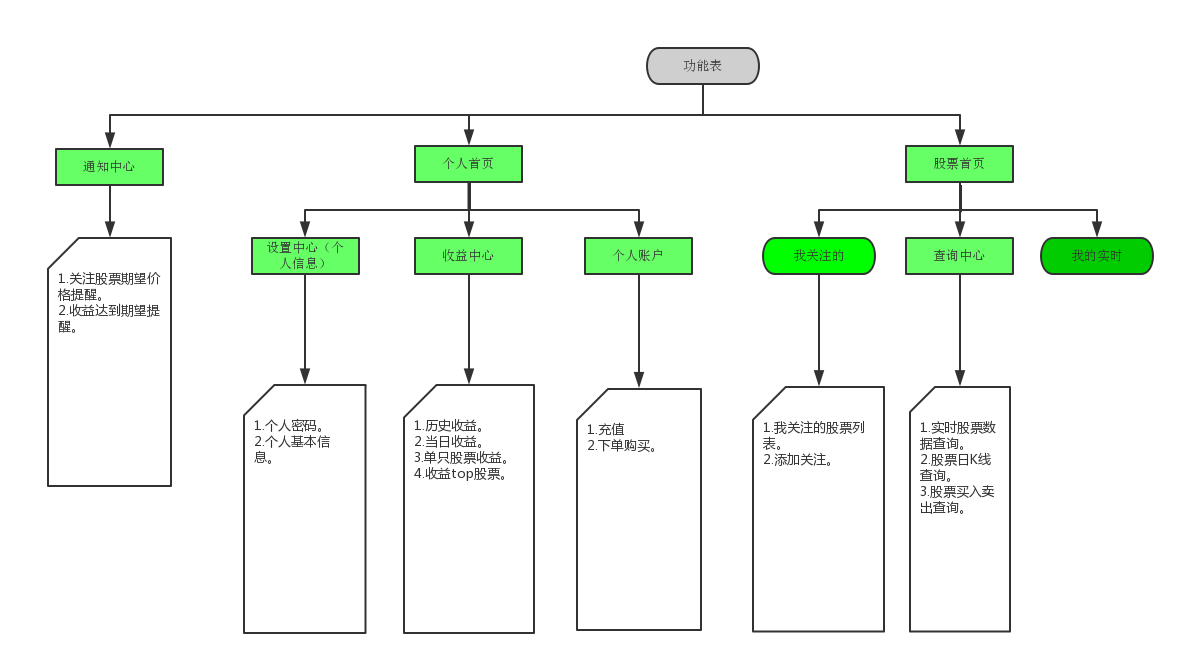 功能表
通知中心
个人首页
股票首页
设置中心（个
人信息）
收益中心
个人账户
我关注的
查询中心
我的实时
1.关注股票期望价
格提醒。
2.收益达到期望提
醒。
1.个人密码。
2.个人基本信
息。
1.历史收益。
2.当日收益。
3.单只股票收益。
4.收益top股票。
1.充值
2.下单购买。
1.我关注的股票列
表。
2.添加关注。
1.实时股票数
据查询。
2.股票日K线
查询。
3.股票买入卖
出查询。